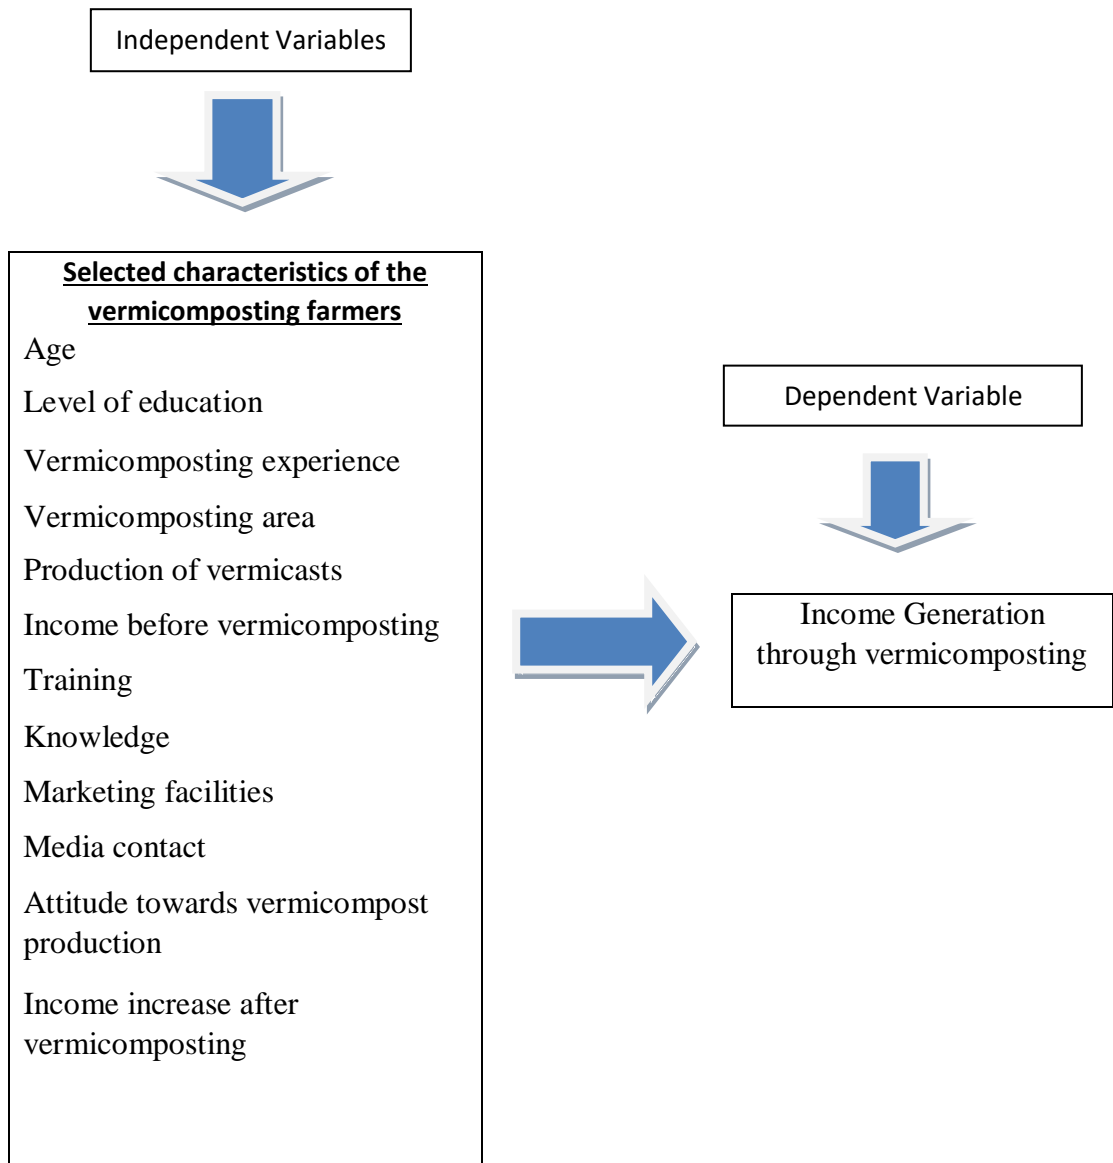 Independent Variables
Selected characteristics of the
vermicomposting farmers
Age
Level of education
Vermicomposting experience
Vermicomposting area
Production of vermicasts
Income before vermicomposting
Training
Knowledge
Marketing facilities
Media contact
Attitude towards vermicompost
production
Income increase after
vermicomposting
Dependent Variable
Income Generation
through vermicomposting